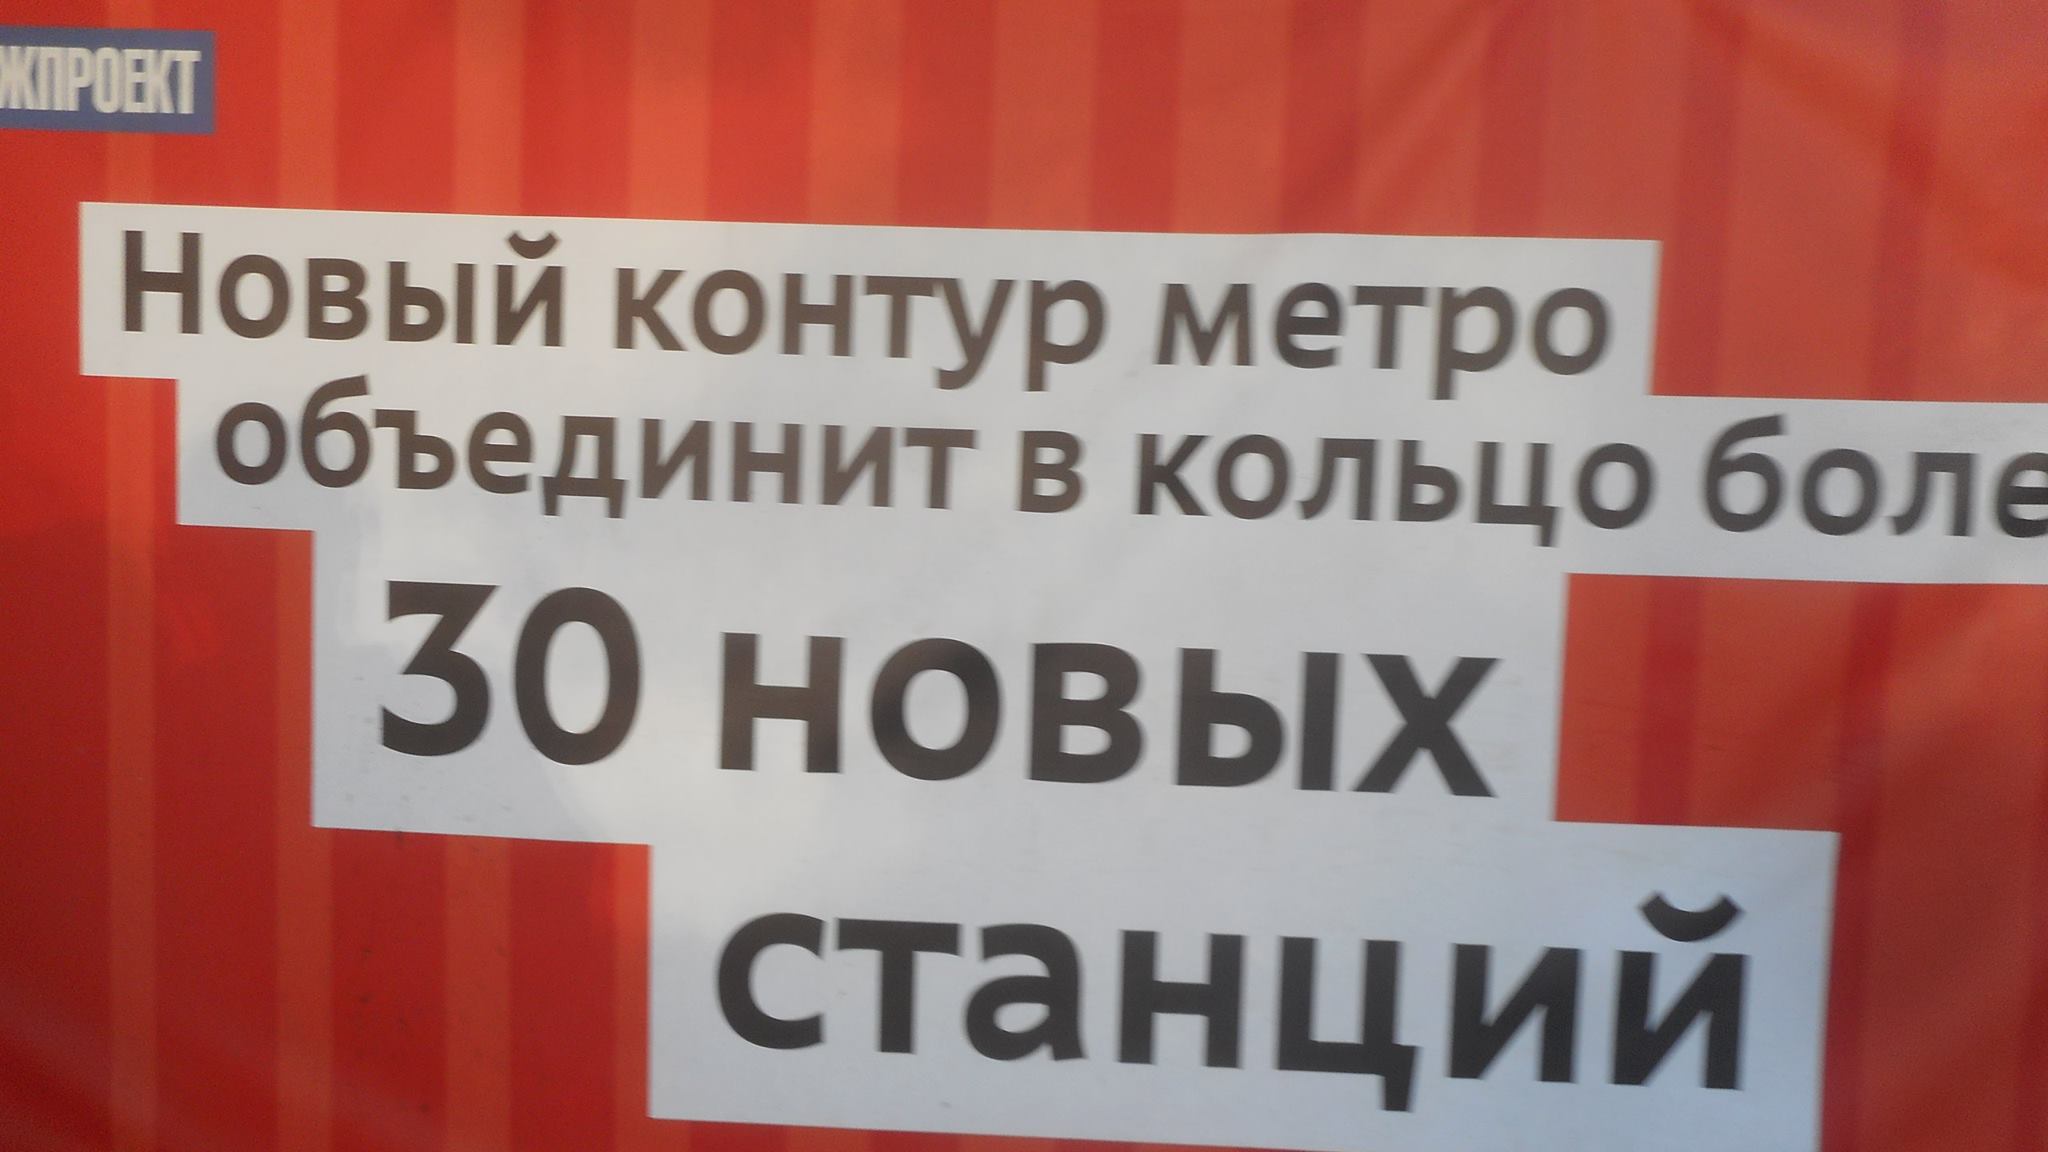 ЖПРОЕКТ
Новый контур метро
объединит в кольцо боле
30 новых
станций